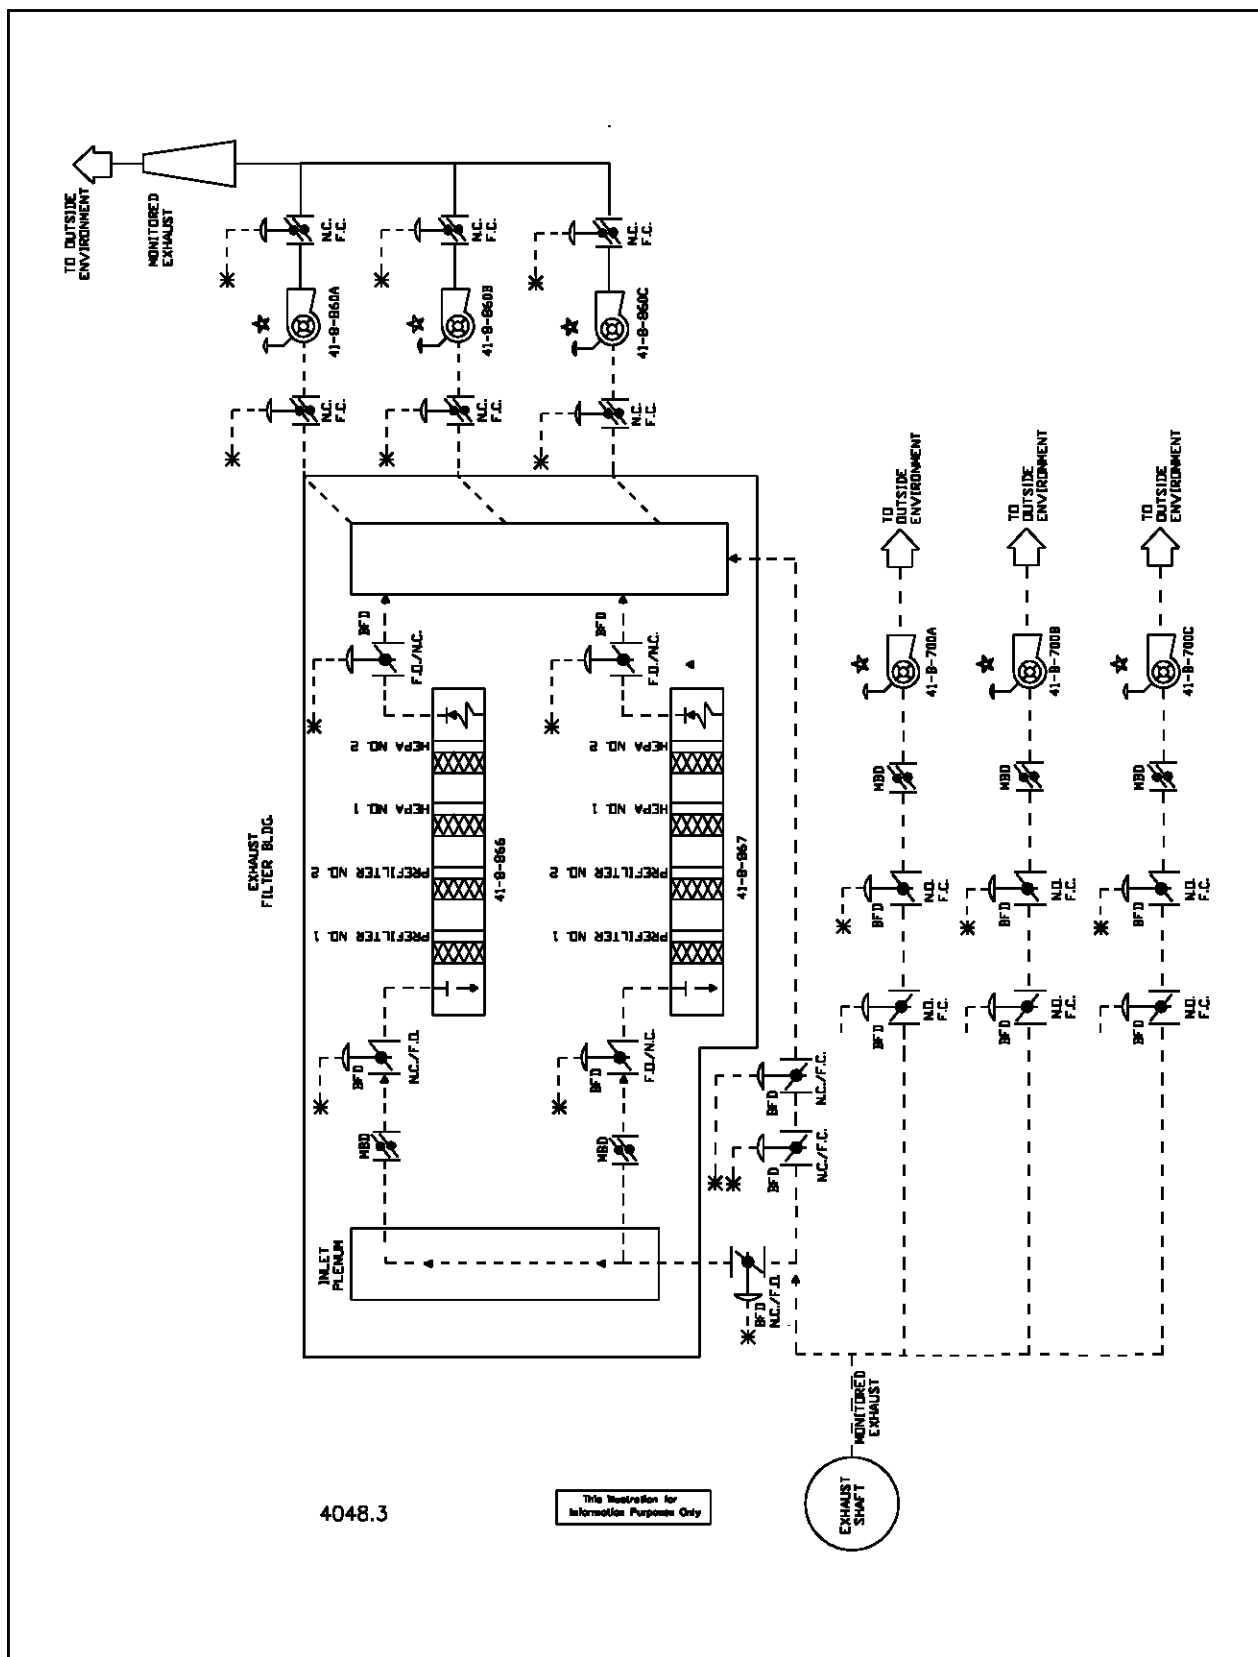 TO OUTSIDE
ENVIRONMENT
MONITORED
EXHAUST
N.C.
F.C.
N.C.
F.C.
N.C.
F.C.
41-B-860A
41-B-860B
41-B-860C
N.C.
F.C.
N.C.
F.C.
N.C.
F.C.
TO
OUTSIDE
ENVIRONMENT
TO
OUTSIDE
ENVIRONMENT
TO
OUTSIDE
ENVIRONMENT
BFD
F.O./N.C.
BFD
F.O./N.C.
41-B-700A
41-B-700B
41-B-700C
HEPA NO. 2
HEPA NO. 1
PREFILTER NO. 2
PREFILTER NO. 1
41-B-866
HEPA NO. 2
HEPA NO. 1
PREFILTER NO. 2
PREFILTER NO. 1
41-B-867
EXHAUST
FILTER BLDG.
MBD
MBD
MBD
BFD
N.O.
F.C.
BFD
N.O.
F.C.
BFD
N.O.
F.C.
BFD
N.O.
F.C.
BFD
N.O.
F.C.
BFD
N.O.
F.C.
BFD
N.C./F.O.
BFD
F.O./N.C.
BFD
N.C./F.C.
BFD
N.C./F.C.
MBD
MBD
INLET
PLENUM
BFD
N.C./F.O.
MONITORED
EXHAUST
EXHAUST
SHAFT
4048.3
This Illustration for
Information Purposes Only